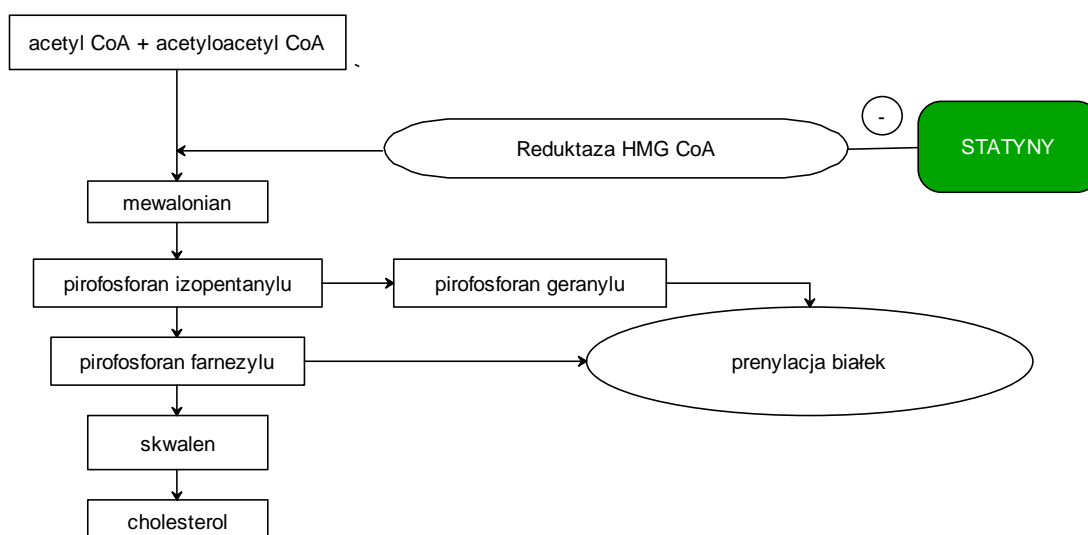 acetyl CoA + acetyloacetyl CoA
`
-
Reduktaza HMG CoA
STATYNY
mewalonian
pirofosforan izopentanylu
pirofosforan geranylu
pirofosforan farnezylu
prenylacja białek
skwalen
cholesterol